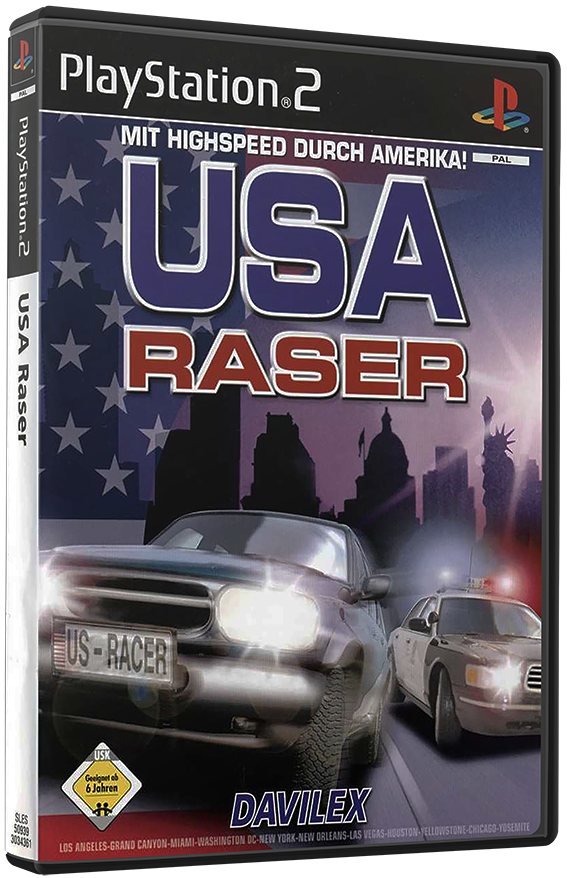 PlayStation®2
PAL
MIT HIGHSPEED DURCH AMERIKA!
USA
RASER
US - RACER
USK
Geeignet ab
6 Jahren
DAVILEX
LOS ANGELES-GRAND CANYON-MIAMI-WASHINGTON DC-NEW YORK-NEW ORLEANS-LAS VEGAS-HOUSTON-YELLOWSTONE-CHICAGO-YOSEMITE
PAL
PlayStation®2
USA Raser
SLES
50939
3034361